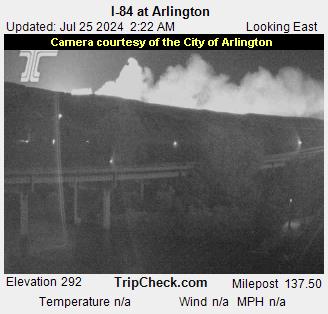 I-84 at Arlington
Updated: Jul 25 2024 2:22 AM Looking East
Camera courtesy of the City of Arlington
Elevation 292 TripCheck.com Milepost 137.50
Temperature n/a Wind n/a MPH n/a